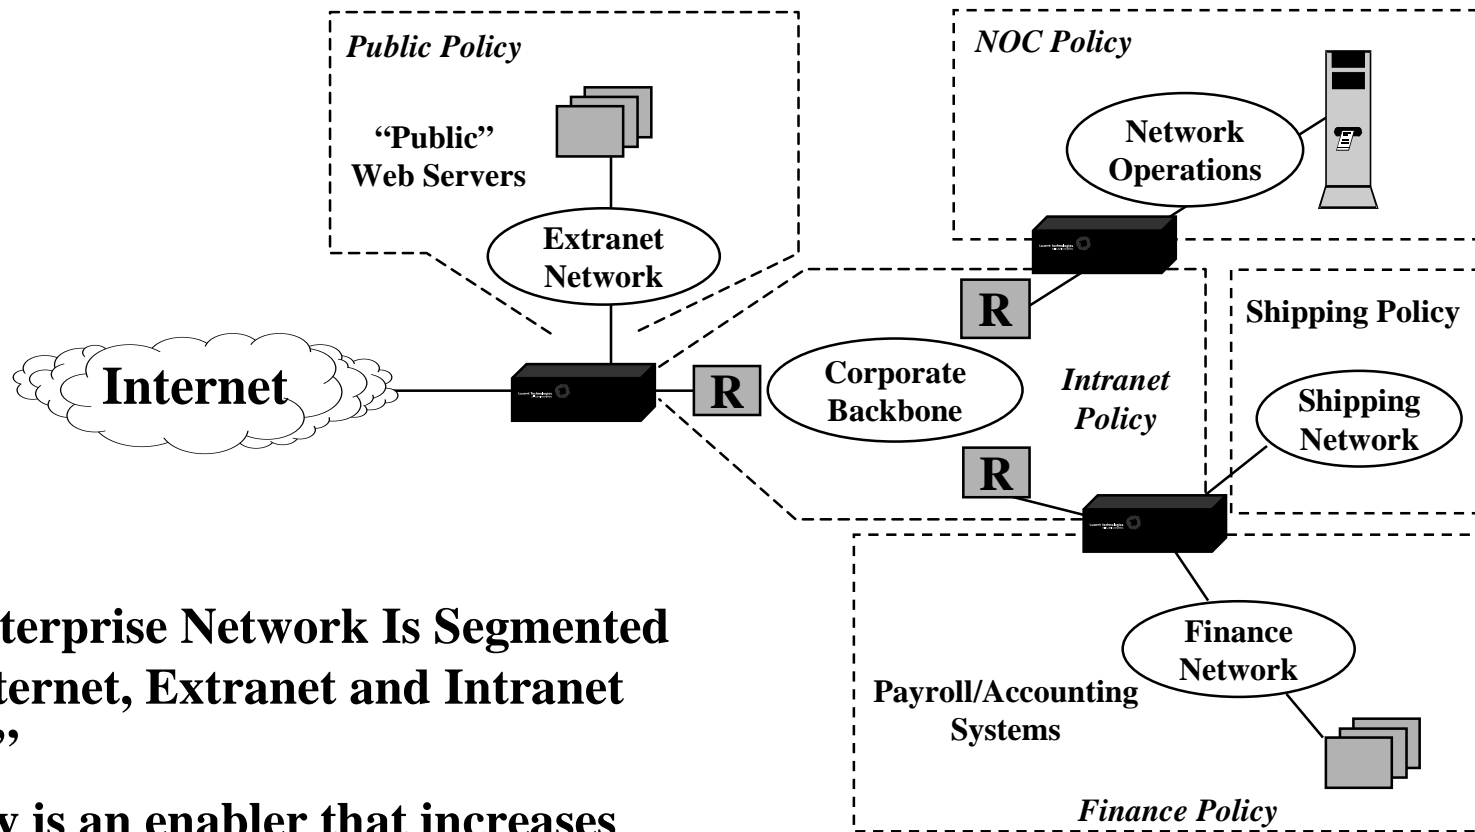 Public Policy
“Public”
Web Servers
Extranet
Network
NOC Policy
Network
Operations
Internet
R
Corporate
Backbone
R
R
Intranet
Policy
Shipping Policy
Shipping
Network
Finance
Network
Payroll/Accounting
Systems
Finance Policy
terprise Network Is Segmented
ternet, Extranet and Intranet
”
y is an enabler that increases